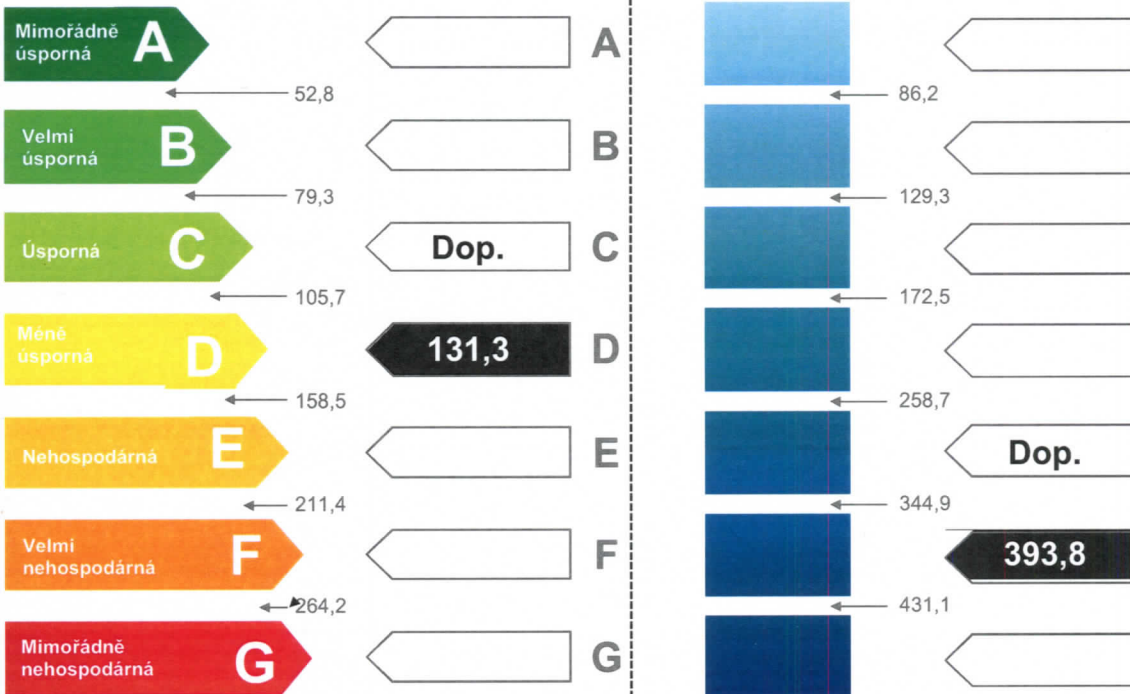 Mimořádně
úsporná
A
A
52,8
86,2
Velmi
úsporná
B
B
79,3
129,3
Úsporná
C
Dop.
C
105,7
172,5
Méně
úsporná
D
131,3
D
158,5
258,7
Nehospodárná
E
E
Dop.
211,4
344,9
Velmi
nehospodárná
F
F
393,8
264,2
431,1
Mimořádně
nehospodárná
G
G